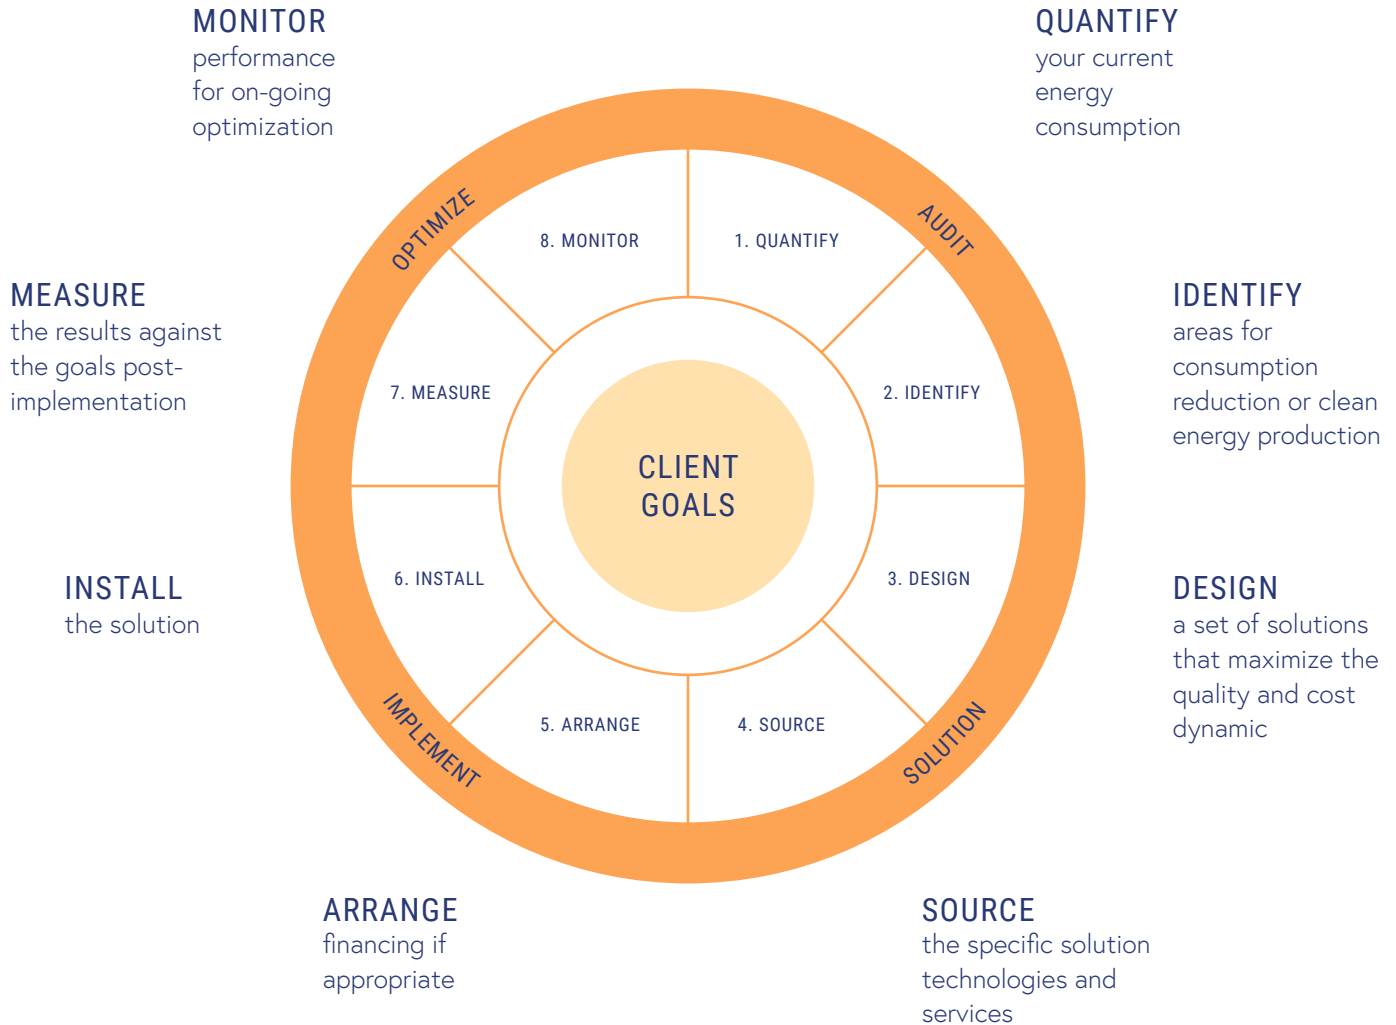 MONITOR
performance
for on-going
optimization
QUANTIFY
your current
energy
consumption
OPTIMIZE
AUDIT
8. MONITOR
1. QUANTIFY
MEASURE
the results against
the goals post-
implementation
IDENTIFY
areas for
consumption
reduction or clean
energy production
7. MEASURE
2. IDENTIFY
CLIENT
GOALS
6. INSTALL
3. DESIGN
INSTALL
the solution
DESIGN
a set of solutions
that maximize the
quality and cost
dynamic
5. ARRANGE
4. SOURCE
IMPLEMENT
SOLUTION
ARRANGE
financing if
appropriate
SOURCE
the specific solution
technologies and
services